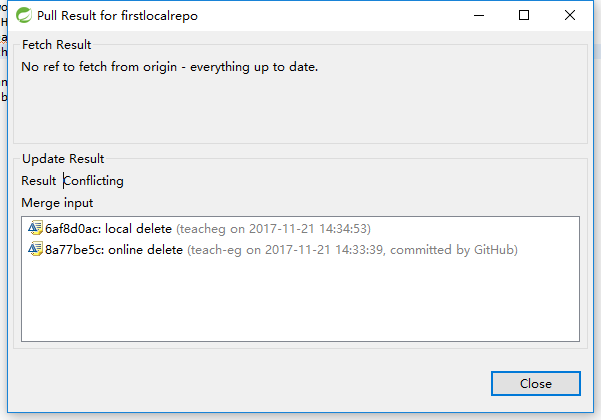 Pull Result for firstlocalrepo
Fetch Result
No ref to fetch from origin - everything up to date.
Update Result
Result Conflicting
Merge input
6af8d0ac: local delete (teacheg on 2017-11-21 14:34:53)
8a77be5c: online delete (teach-eg on 2017-11-21 14:33:39, committed by GitHub)
Close